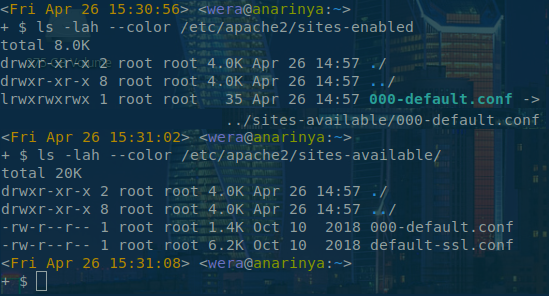 <Fri Apr 26 15:30:56> <wera@anarinya:~>
+ $ ls -lah --color /etc/apache2/sites-enabled
total 8.0K
drwxr-xr-x 2 root root 4.0K Apr 26 14:57 ./
drwxr-xr-x 8 root root 4.0K Apr 26 14:57 ../
lrwxrwxrwx 1 root root   35 Apr 26 14:57 000-default.conf ->
../sites-available/000-default.conf
<Fri Apr 26 15:31:02> <wera@anarinya:~>
+ $ ls -lah --color /etc/apache2/sites-available/
total 20K
drwxr-xr-x 2 root root 4.0K Apr 26 14:57 ./
drwxr-xr-x 8 root root 4.0K Apr 26 14:57 ../
-rw-r--r-- 1 root root 1.4K Oct 10  2018 000-default.conf
-rw-r--r-- 1 root root 6.2K Oct 10  2018 default-ssl.conf
<Fri Apr 26 15:31:08> <wera@anarinya:~>
+ $